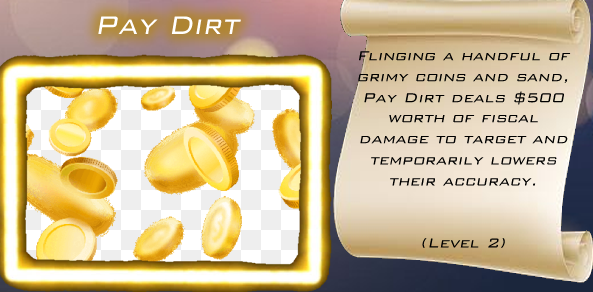 Pay Dirt
Flinging a handful of
grimy coins and sand,
Pay Dirt deals $500
worth of fiscal
damage to target and
temporarily lowers
their accuracy.
(Level 2)